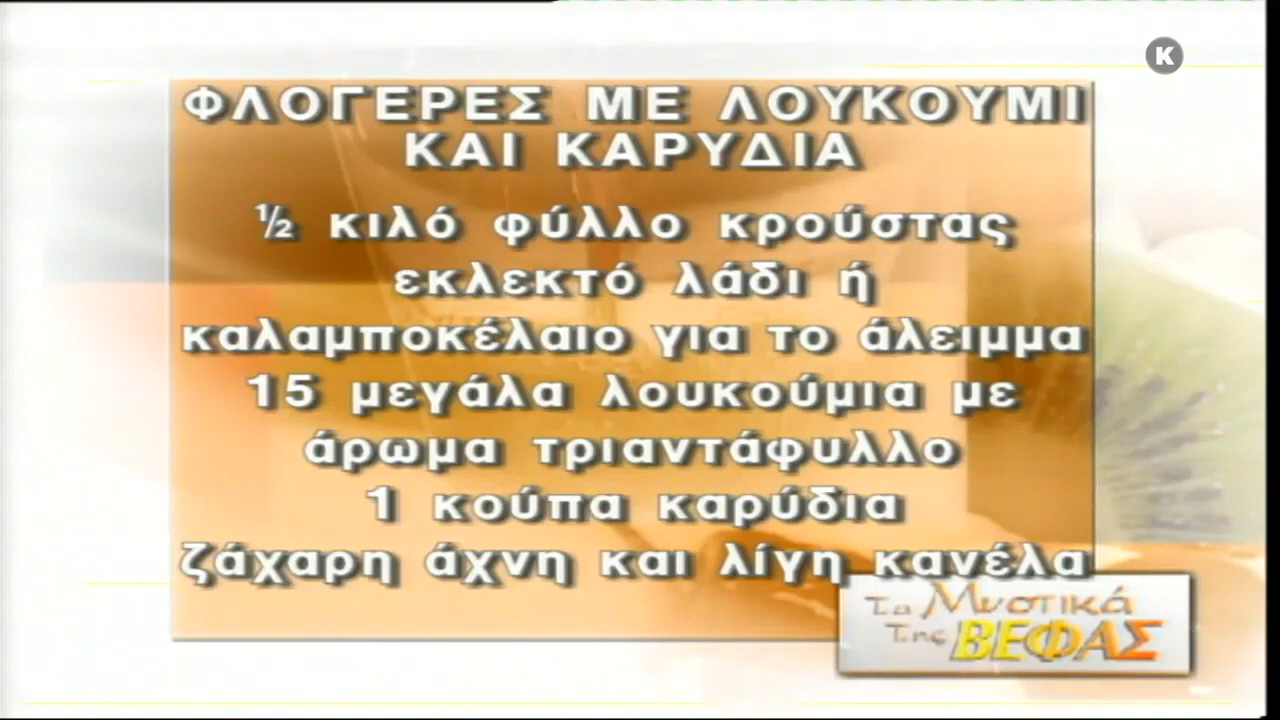 K
ΦΛΟΓΕΡΕΣ ΜΕ ΛΟΥΚΟΥΜΙ
ΚΑΙ ΚΑΡΥΔΙΑ
½ κιλό φύλλο κρούστας
εκλεκτό λάδι ή
καλαμποκέλαιο για το άλειμμα
15 μεγάλα λουκούμια με
άρωμα τριαντάφυλλο
1 κούπα καρύδια
ζάχαρη άχνη και λίγη κανέλα
Τα Μυστικά
Της ΒΕΦΑΣ